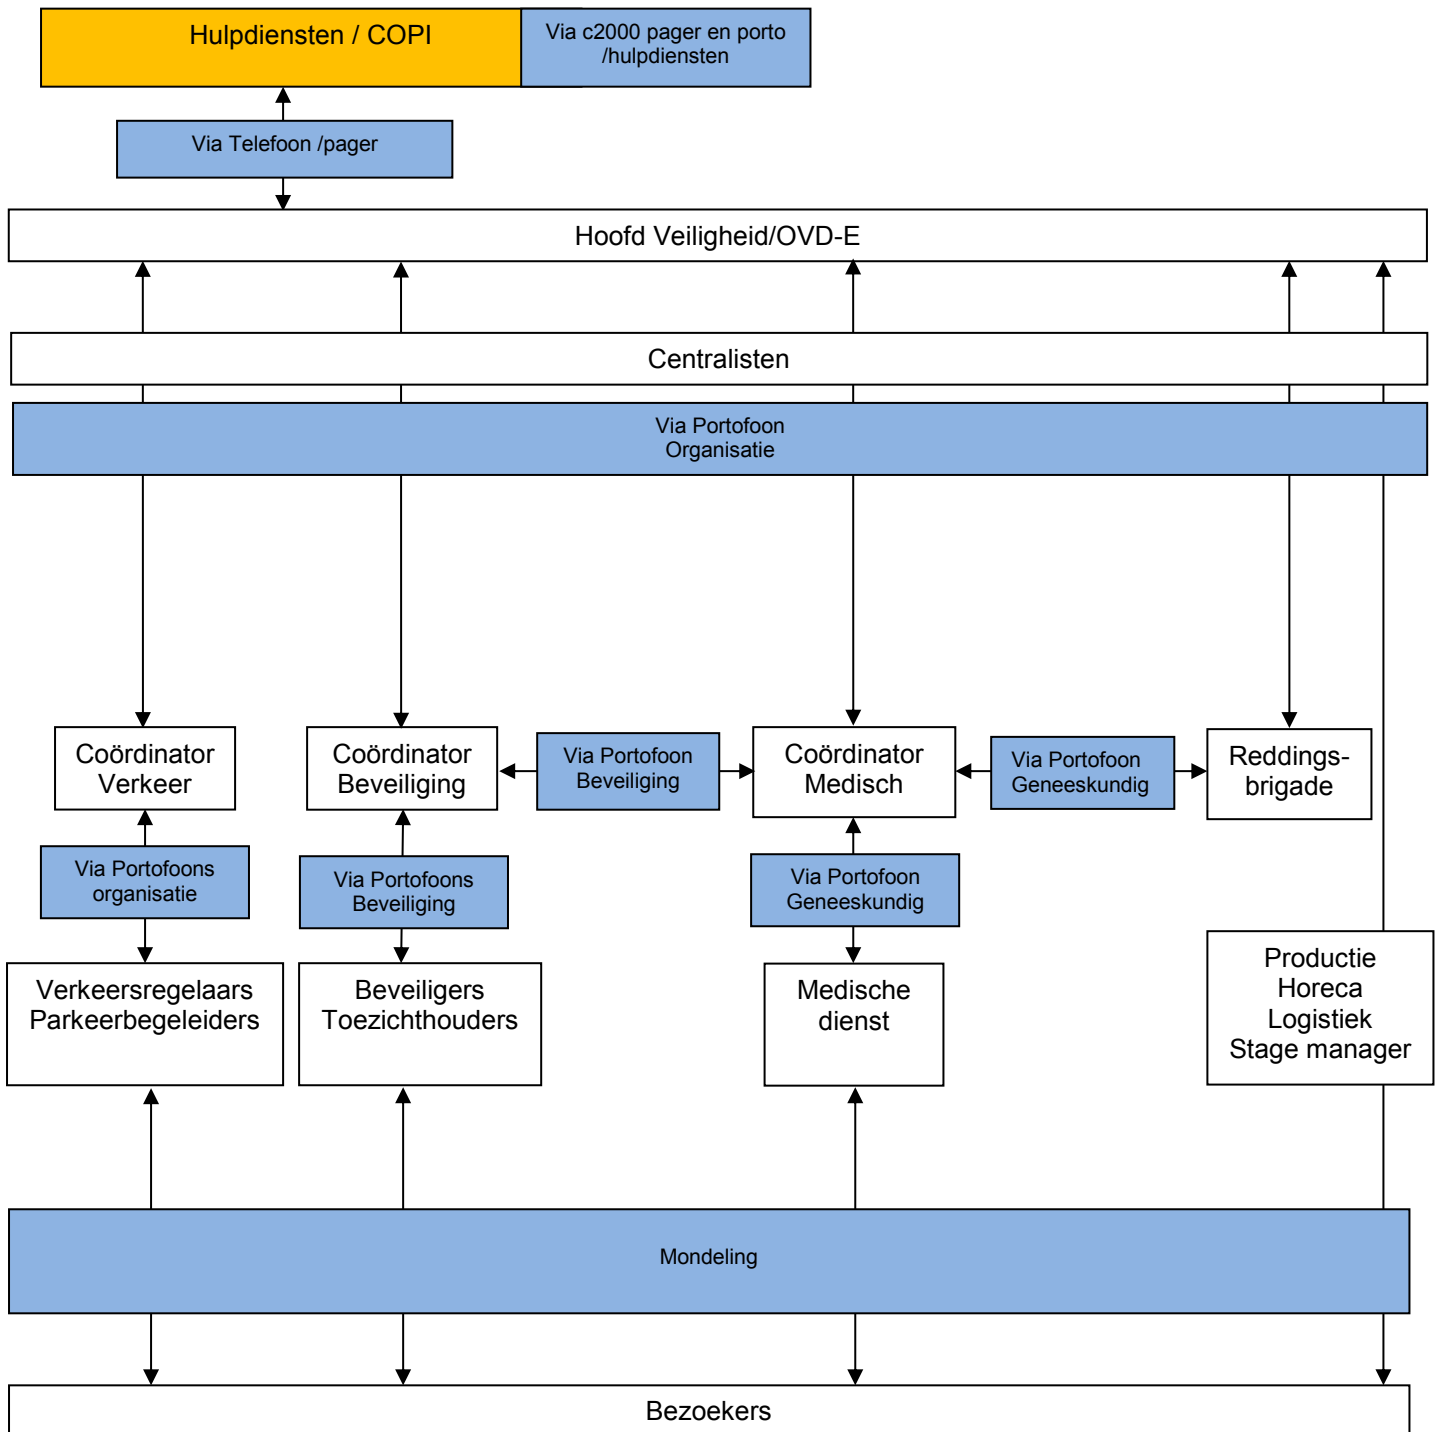 Hulpdiensten / COPI
Via c2000 pager en porto
/hulpdiensten
Via Telefoon /pager
Hoofd Veiligheid/OVD-E
Centralisten
Via Portofoon
Organisatie
Coördinator
Verkeer
Coördinator
Beveiliging
Via Portofoon
Beveiliging
Coördinator
Medisch
Via Portofoon
Geneeskundig
Reddings-
brigade
Via Portofoons
organisatie
Via Portofoons
Beveiliging
Via Portofoon
Geneeskundig
Verkeersregelaars
Parkeerbegeleiders
Beveiligers
Toezichthouders
Medische
dienst
Productie
Horeca
Logistiek
Stage manager
Mondeling
Bezoekers